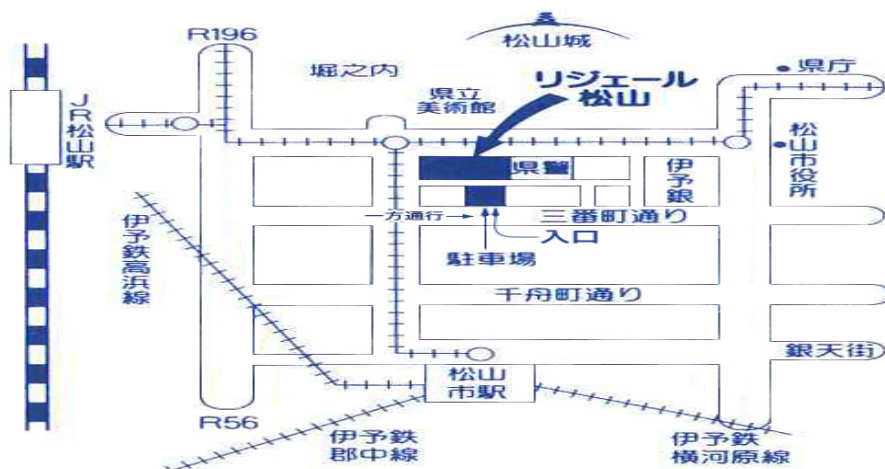 R196
松山城
堀之内
県立
美術館
リジェール
松山
県庁
JR松山駅
松山市役所
県警
伊予銀
一方通行
三番町通り
入口
駐車場
伊予鉄高浜線
千舟町通り
銀天街
松山
市駅
R56
伊予鉄
郡中線
伊予鉄
横河原線